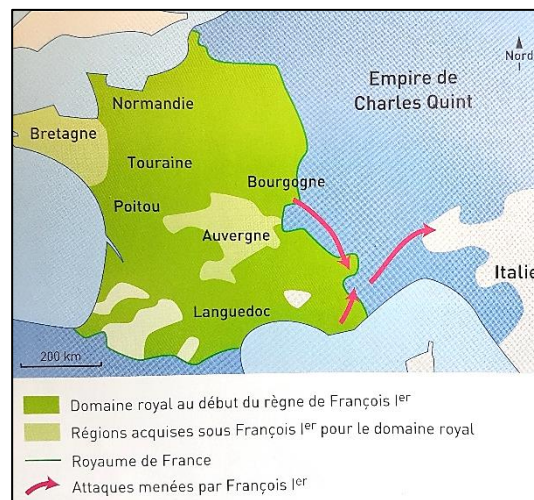 Nord
Empire de
Charles Quint
Normandie
Bretagne
Touraine
Bourgogne
Poitou
Auvergne
Italie
Languedoc
200 km
Domaine royal au début du règne de François Ier
Régions acquises sous François Ier pour le domaine royal
Royaume de France
Attaques menées par François Ier